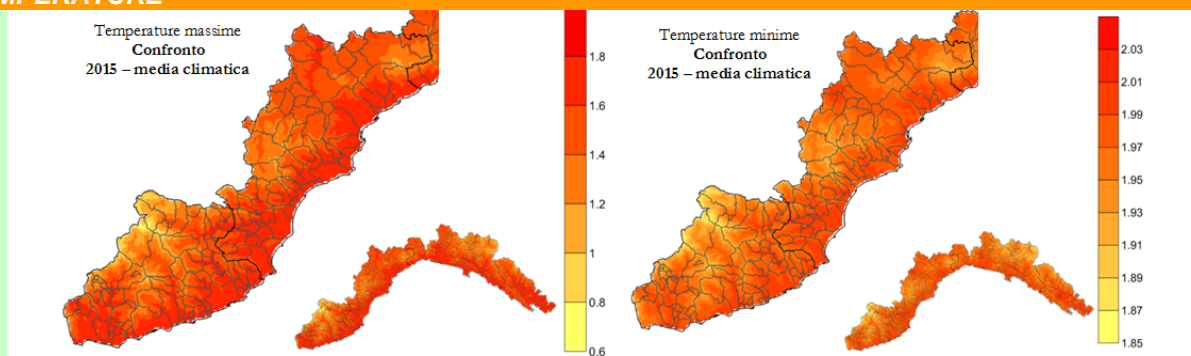 MPERATURE
Temperature massime
Confronto
2015 – media climatica
1.8
1.6
1.4
1.2
1
0.8
0.6
Temperature minime
Confronto
2015 – media climatica
2.03
2.01
1.99
1.97
1.95
1.93
1.91
1.89
1.87
1.85